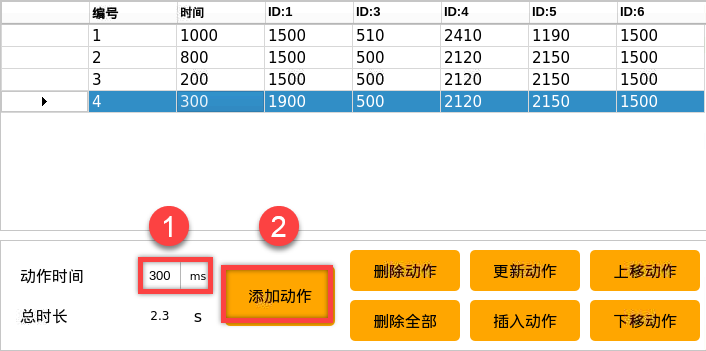 编号 时间 ID:1 ID:3 ID:4 ID:5 ID:6
1 1000 1500 510 2410 1190 1500
2 800 1500 500 2120 2150 1500
3 200 1500 500 2120 2150 1500
4 300 1900 500 2120 2150 1500
1 2
动作时间 300 ms 添加动作 删除动作 更新动作 上移动作
总时长 2.3 s 删除全部 插入动作 下移动作